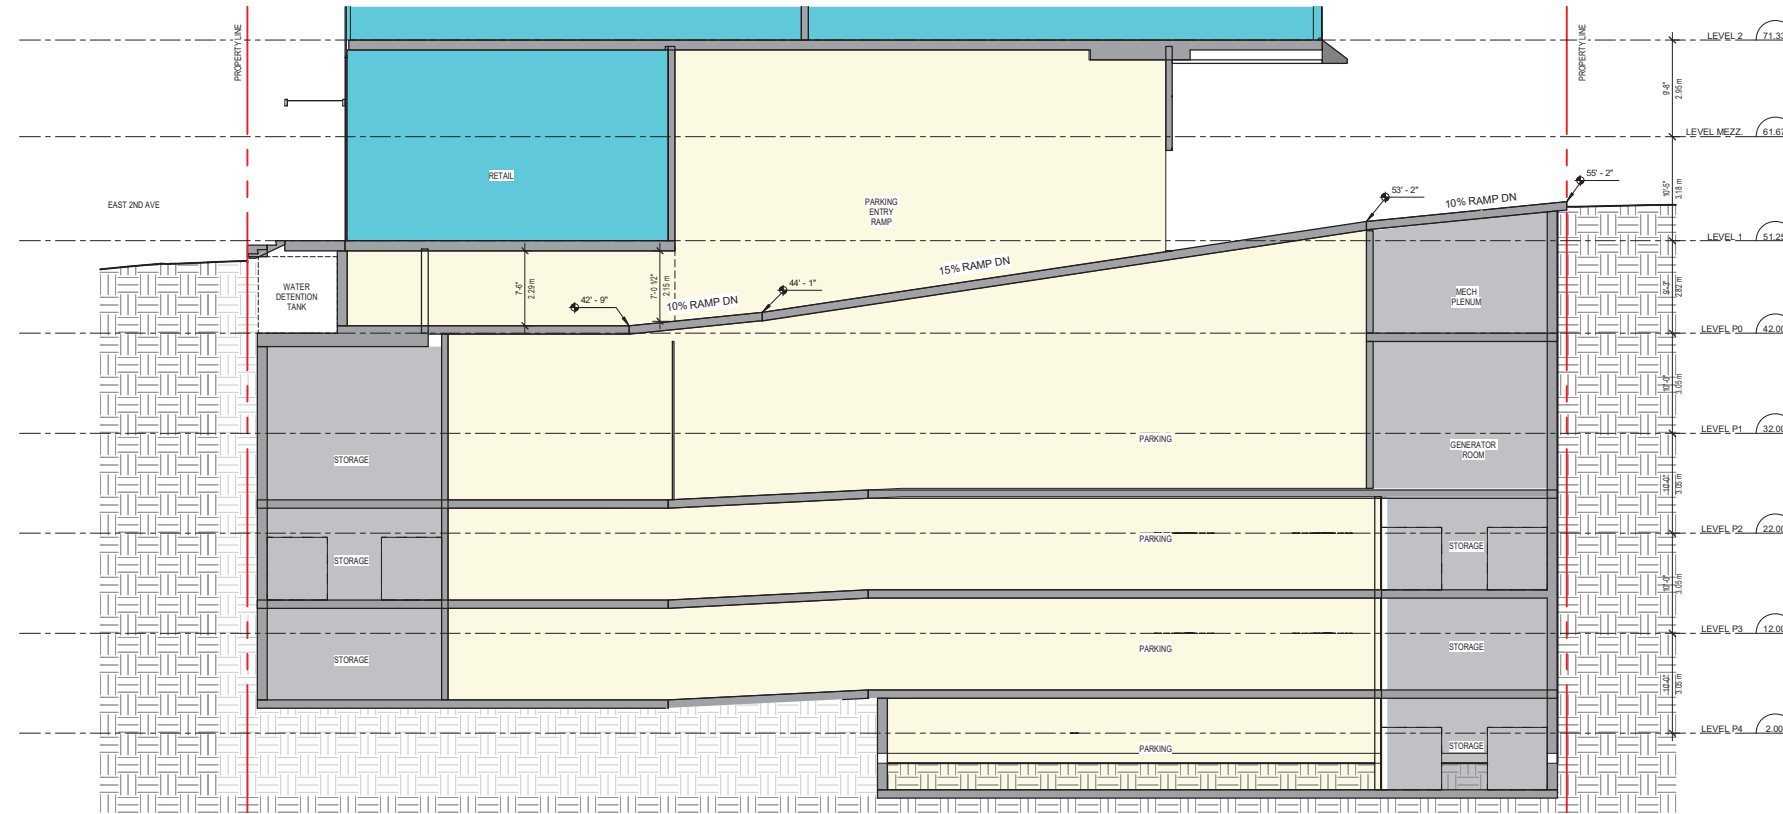 PROPERTY LINE
PROPERTY LINE
LEVEL 2 71.33
9'-8"
2.95 m
LEVEL MEZZ. 61.67
RETAIL
EAST 2ND AVE
PARKING
ENTRY
RAMP
55' - 2"
53' - 2"
10% RAMP DN
10'-5"
3.18 m
LEVEL 1 51.25
15% RAMP DN
7'-6"
2.29 m
7'-0 1/2"
2.15 m
WATER
DETENTION
TANK
42' - 9"
44' - 1"
10% RAMP DN
MECH
PLENUM
9'-3"
2.82 m
LEVEL P0 42.00
10'-0"
3.05 m
LEVEL P1 32.00
PARKING
GENERATOR
ROOM
STORAGE
10'-0"
3.05 m
LEVEL P2 22.00
PARKING
STORAGE
STORAGE
10'-0"
3.05 m
LEVEL P3 12.00
PARKING
STORAGE
STORAGE
10'-0"
3.05 m
LEVEL P4 2.00
PARKING
STORAGE